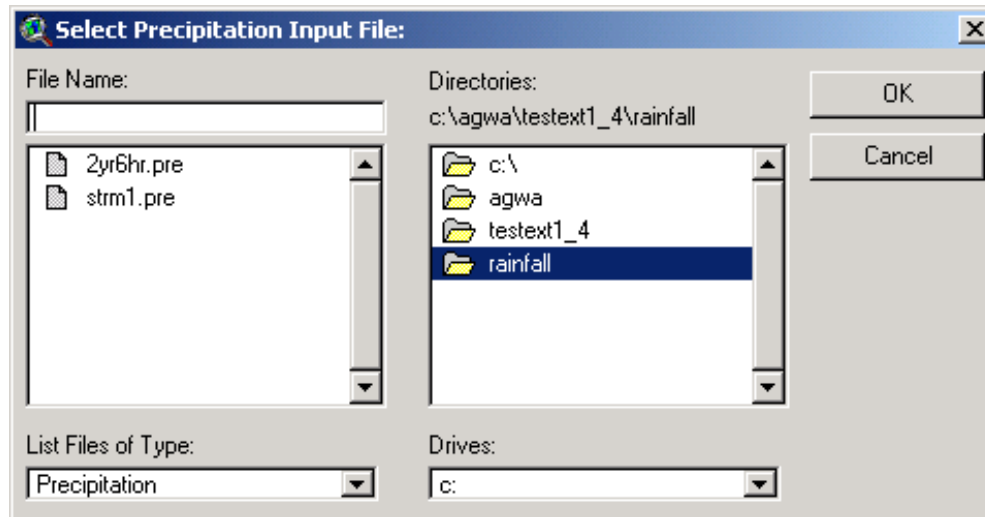 Select Precipitation Input File:
File Name:
2yr6hr.pre
strm1.pre
List Files of Type:
Precipitation
Directories:
c:\agwa\testext1_4\rainfall
c:\
agwa
testext1_4
rainfall
Drives:
c:
OK
Cancel